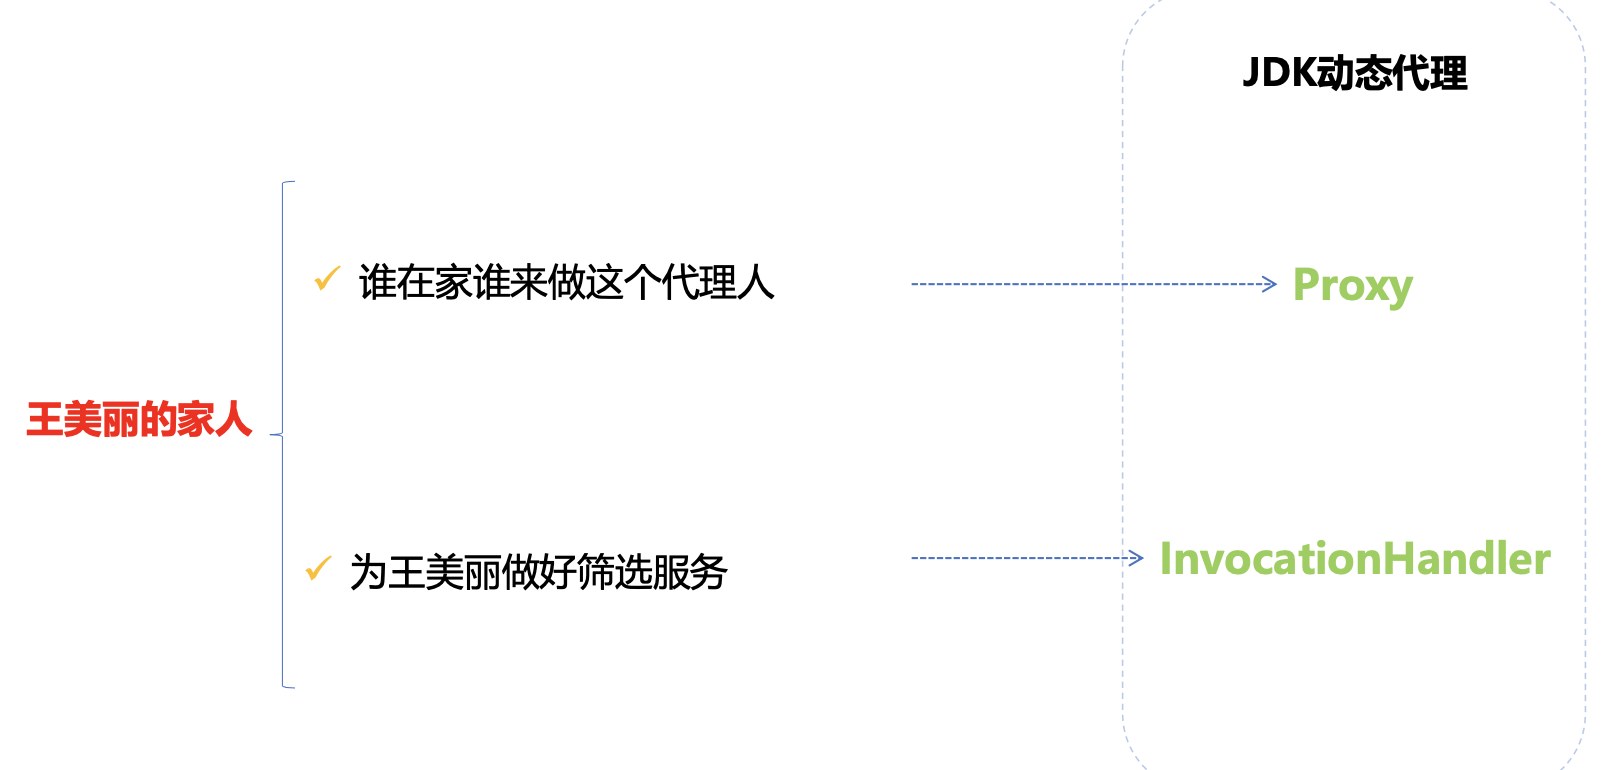 JDK动态代理
谁在家谁来做这个代理人
Proxy
王美丽的家人
为王美丽做好筛选服务
InvocationHandler